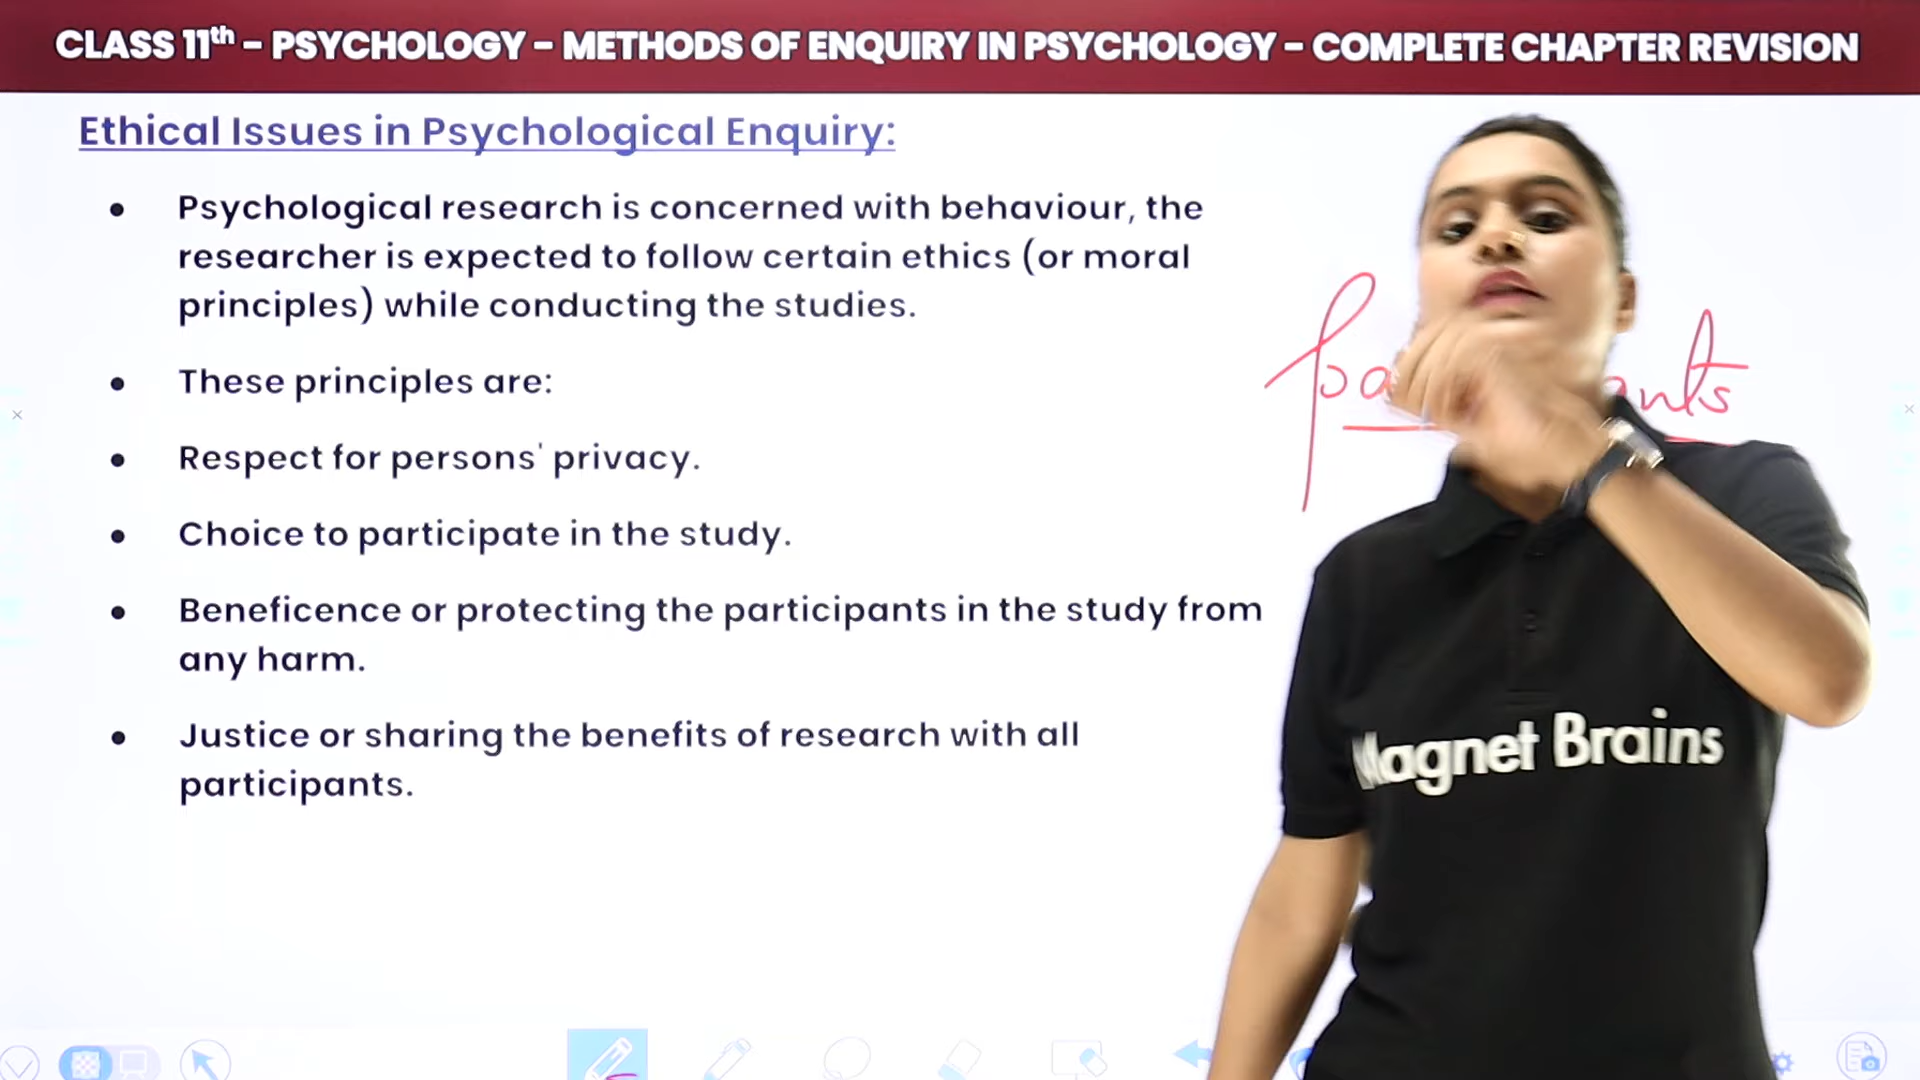 CLASS 11th - PSYCHOLOGY - METHODS OF ENQUIRY IN PSYCHOLOGY - COMPLETE CHAPTER REVISION
Ethical Issues in Psychological Enquiry:
• Psychological research is concerned with behaviour, the
researcher is expected to follow certain ethics (or moral
principles) while conducting the studies.
• These principles are:
• Respect for persons' privacy.
• Choice to participate in the study.
• Beneficence or protecting the participants in the study from
any harm.
• Justice or sharing the benefits of research with all
participants.
Magnet Brains